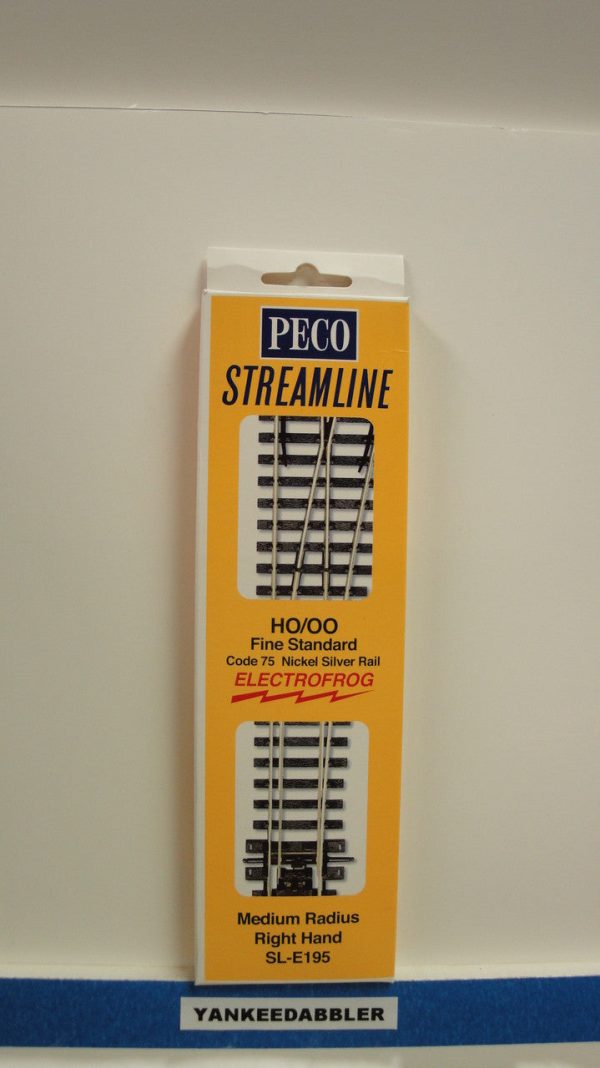 PECO
STREAMLINE
HO/OO
Fine Standard
Code 75 Nickel Silver Rail
ELECTROFROG
Medium Radius
Right Hand
SL-E195
YANKEEDABBLER